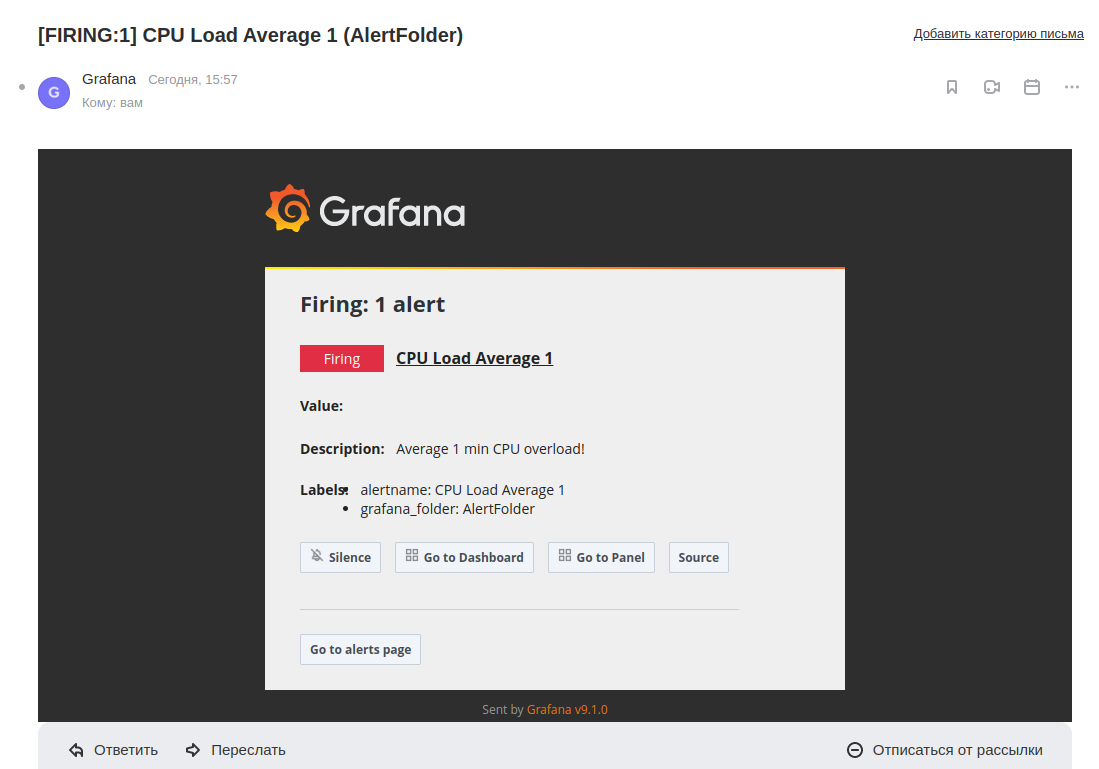 [FIRING:1] CPU Load Average 1 (AlertFolder)
Добавить категорию письма
G
Grafana Сегодня, 15:57
Кому: вам
Grafana
Firing: 1 alert
Firing CPU Load Average 1
Value:
Description: Average 1 min CPU overload!
Labels: • alertname: CPU Load Average 1
• grafana_folder: AlertFolder
Silence Go to Dashboard Go to Panel Source
Go to alerts page
Sent by Grafana v9.1.0
Ответить Переслать Отписаться от рассылки